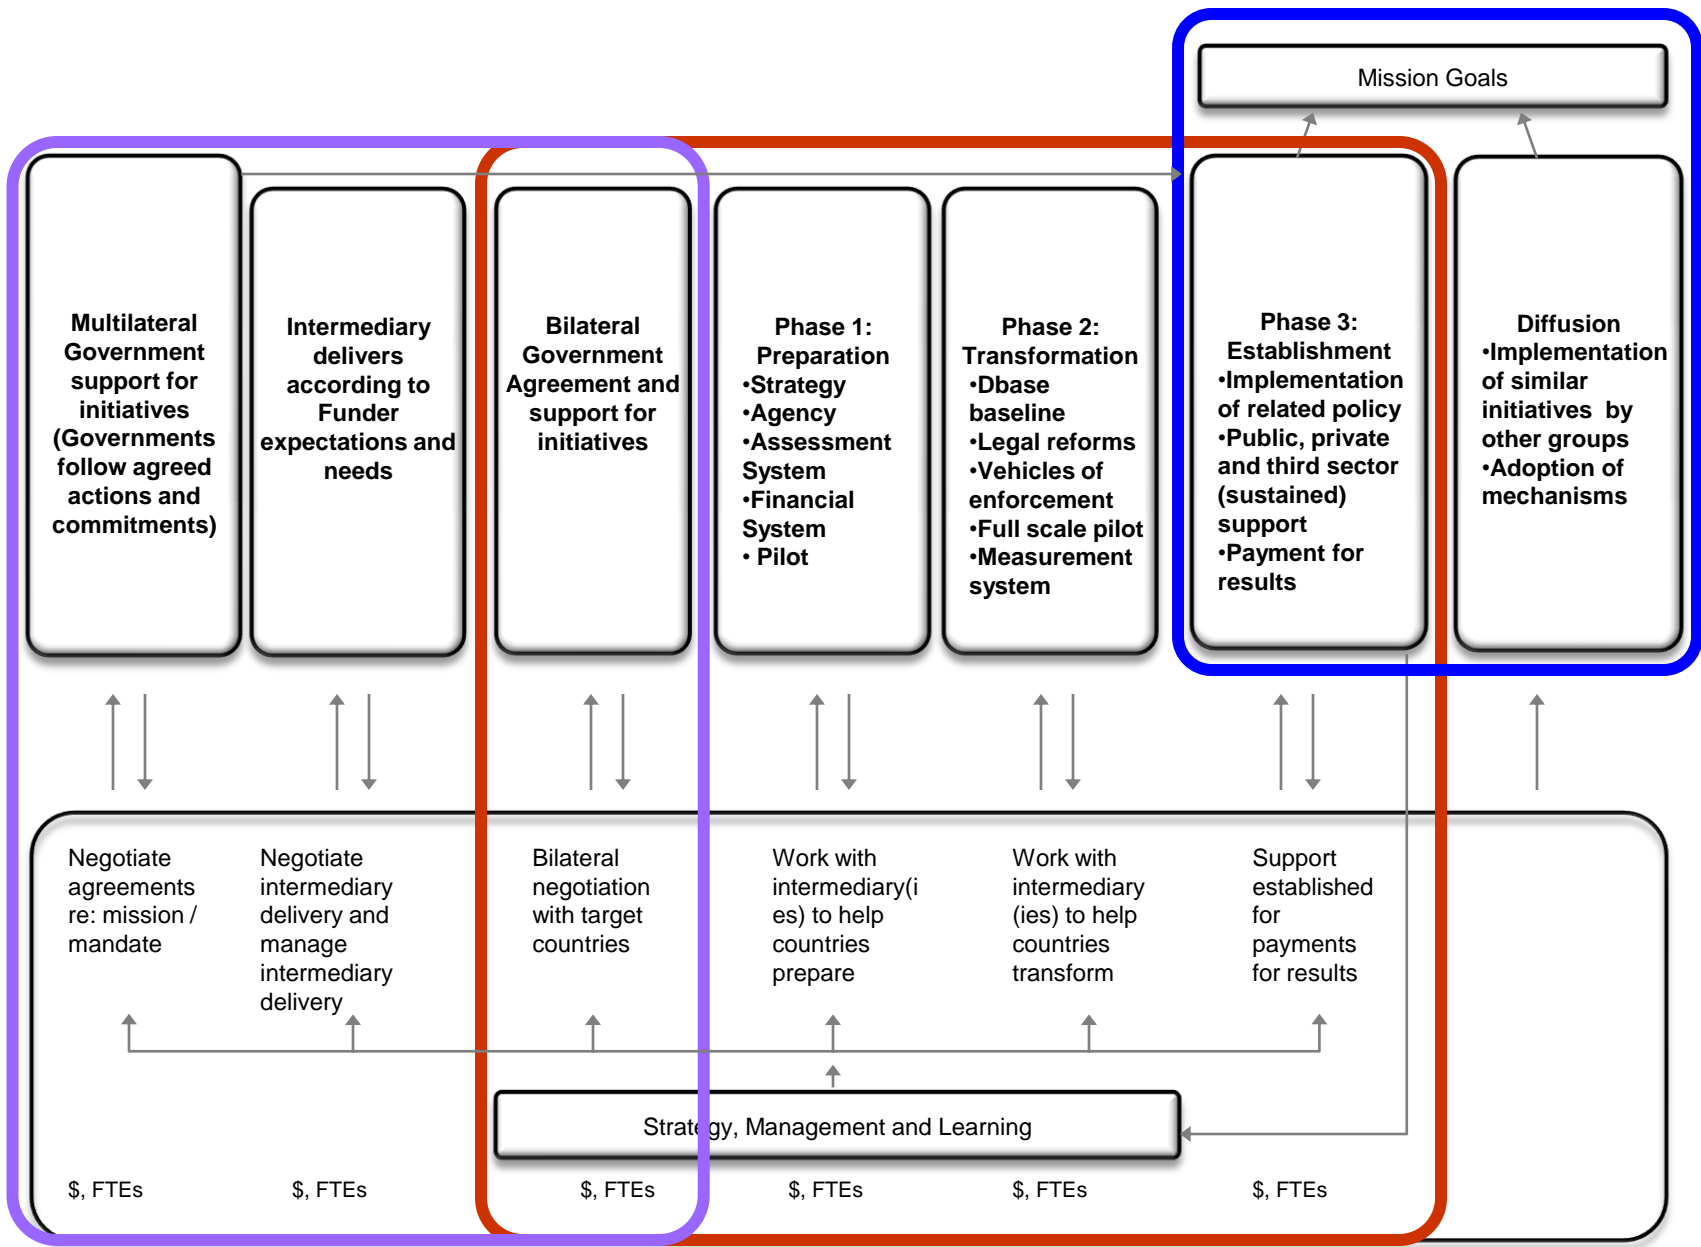 Mission Goals
Multilateral
Government
support for
initiatives
(Governments
follow agreed
actions and
commitments)
Intermediary
delivers
according to
Funder
expectations and
needs
Bilateral
Government
Agreement and
support for
initiatives
Phase 1:
Preparation
•Strategy
•Agency
•Assessment
System
•Financial
System
• Pilot
Phase 2:
Transformation
•Dbase
baseline
•Legal reforms
•Vehicles of
enforcement
•Full scale pilot
•Measurement
system
Phase 3:
Establishment
•Implementation
of related policy
•Public, private
and third sector
(sustained)
support
•Payment for
results
Diffusion
•Implementation
of similar
initiatives by
other groups
•Adoption of
mechanisms
Negotiate
agreements
re: mission /
mandate
Negotiate
intermediary
delivery and
manage
intermediary
delivery
Bilateral
negotiation
with target
countries
Work with
intermediary(i
es) to help
countries
prepare
Work with
intermediary
(ies) to help
countries
transform
Support
established
for
payments
for results
Strategy, Management and Learning
$, FTEs
$, FTEs
$, FTEs
$, FTEs
$, FTEs
$, FTEs